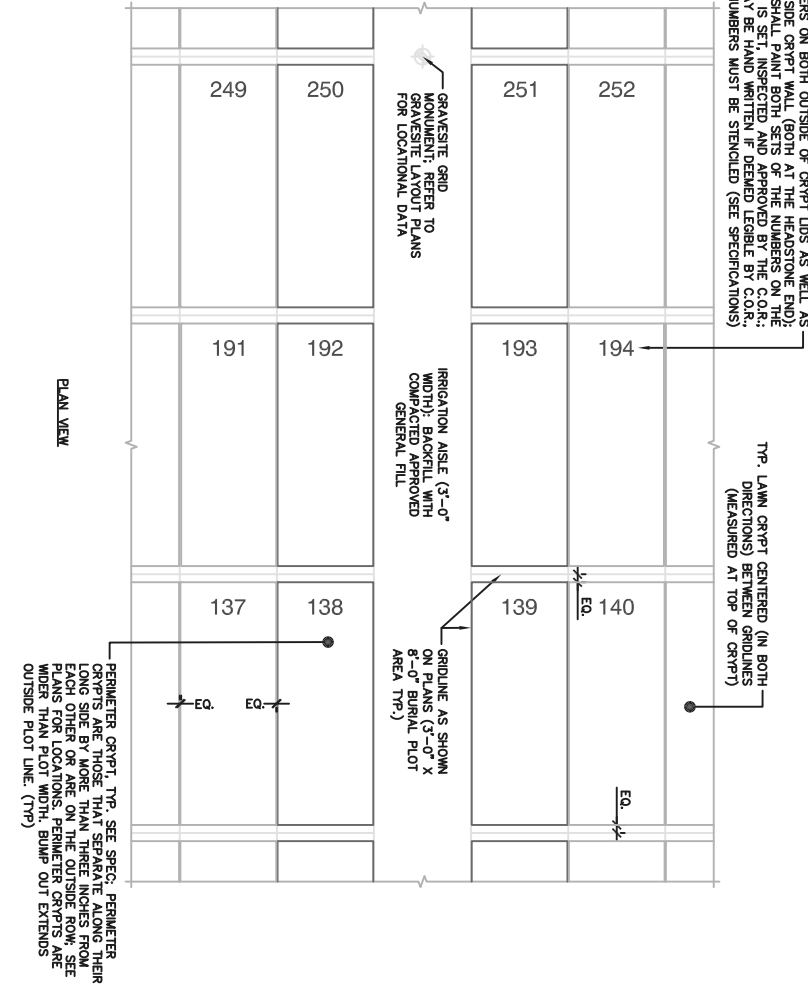 ERS ON BOTH OUTSIDE OF CRYPT LIDS AS WELL AS
SIDE CRYPT WALL (BOTH AT THE HEADSTONE END);
SHALL PAINT BOTH SETS OF THE NUMBERS ON THE
IS SET, INSPECTED AND APPROVED BY THE C.O.R.;
AY BE HAND WRITTEN IF DEEMED LEGIBLE BY C.O.R.,
NUMBERS MUST BE STENCILED (SEE SPECIFICATIONS)
TYP. LAWN CRYPT CENTERED (IN BOTH
DIRECTIONS) BETWEEN GRIDLINES
(MEASURED AT TOP OF CRYPT)
249
250
251
252
GRAVESITE GRID
MONUMENT; REFER TO
GRAVESITE LAYOUT PLANS
FOR LOCATIONAL DATA
191
192
193
194
IRRIGATION AISLE (3'-0"
WIDTH): BACKFILL WITH
COMPACTED APPROVED
GENERAL FILL
137
138
139
140
EQ.
EQ.
EQ.
EQ.
GRIDLINE AS SHOWN
ON PLANS (3'-0" X
8'-0" BURIAL PLOT
AREA TYP.)
PERIMETER CRYPT, TYP. SEE SPEC; PERIMETER
CRYPTS ARE THOSE THAT SEPARATE ALONG THEIR
LONG SIDE BY MORE THAN THREE INCHES FROM
EACH OTHER OR ARE ON THE OUTSIDE ROW; SEE
PLANS FOR LOCATIONS. PERIMETER CRYPTS ARE
WIDER THAN PLOT WIDTH. BUMP OUT EXTENDS
OUTSIDE PLOT LINE. (TYP)
PLAN VIEW